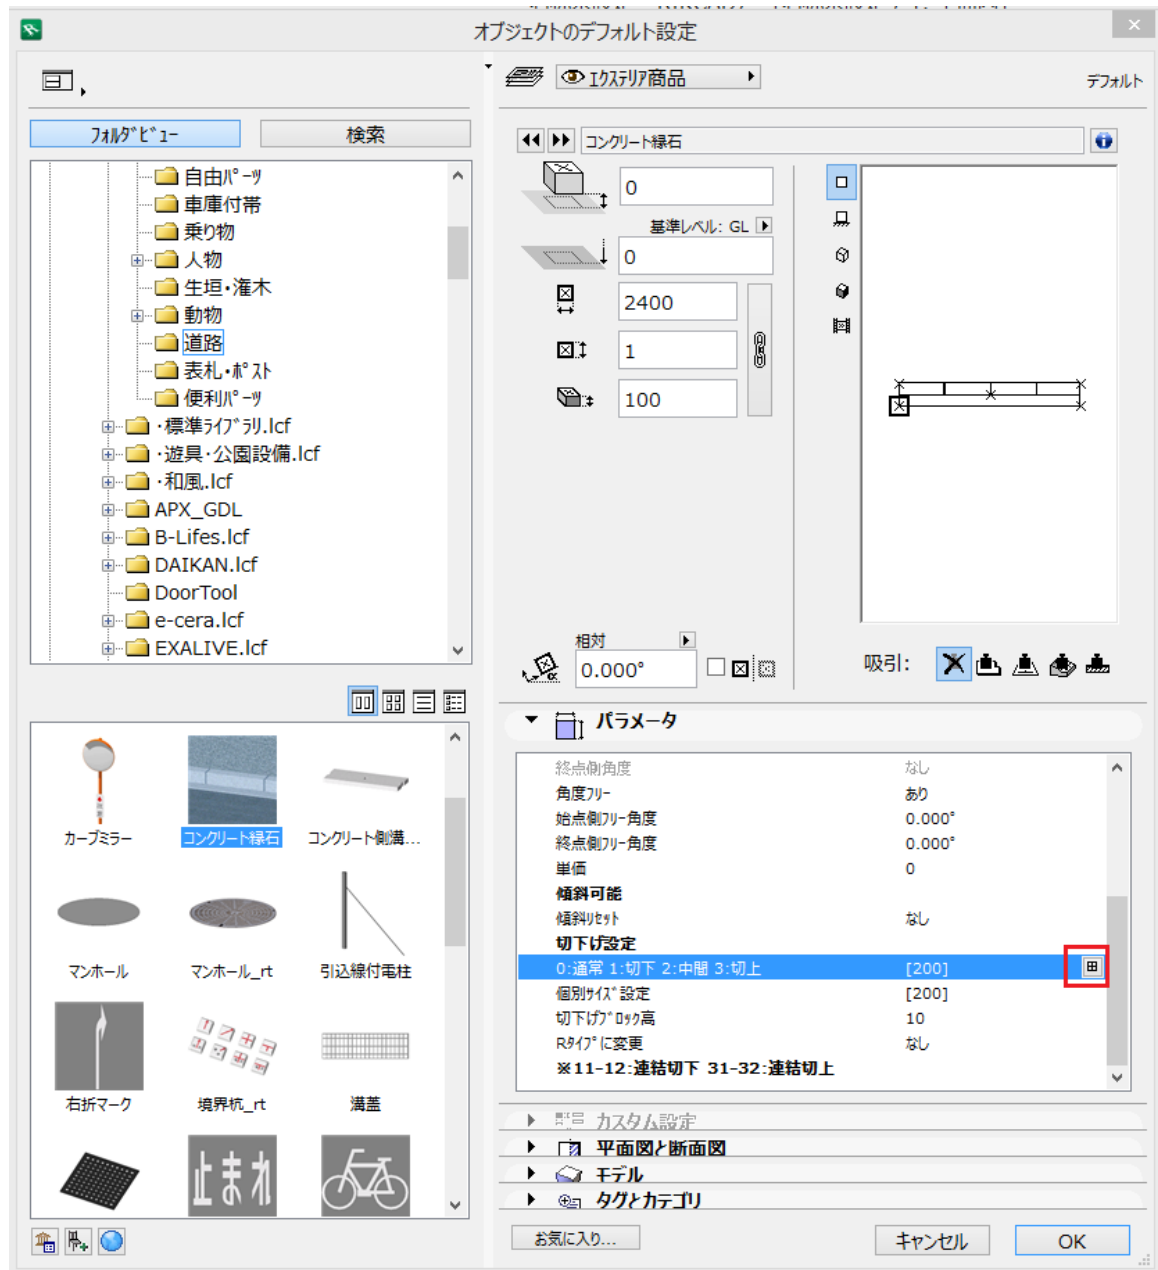 オブジェクトのデフォルト設定
エクステリア商品
デフォルト
フォルダビュー
検索
コンクリート縁石
自由パーツ
車庫付帯
乗り物
人物
生垣・潅木
動物
道路
表札・ポスト
便利パーツ
・標準ライブラリ.lcf
・遊具・公園設備.lcf
・和風.lcf
APX_GDL
B-Lifes.lcf
DAIKAN.lcf
DoorTool
e-cera.lcf
EXALIVE.lcf
0
基準レベル: GL
0
2400
1
100
相対
0.000°
吸引:
カーブミラー
コンクリート縁石
コンクリート側溝...
マンホール
マンホール_rt
引込線付電柱
右折マーク
境界杭_rt
溝蓋
止まれ
パラメータ
終点側角度 なし
角度フリー あり
始点側フリー角度 0.000°
終点側フリー角度 0.000°
単価 0
傾斜可能
傾斜リセット なし
切下げ設定
0:通常 1:切下 2:中間 3:切上 [200]
個別サイズ設定 [200]
切下げブロック高 10
Rタイプに変更 なし
※11-12:連結切下 31-32:連結切上
カスタム設定
平面図と断面図
モデル
タグとカテゴリ
お気に入り...
キャンセル
OK